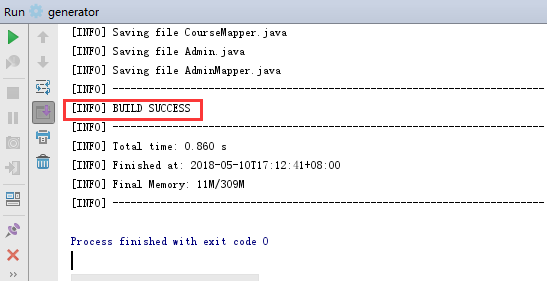 Run generator
[INFO] Saving file CourseMapper.java
[INFO] Saving file Admin.java
[INFO] Saving file AdminMapper.java
[INFO] ------------------------------------------------------------------------
[INFO] BUILD SUCCESS
[INFO] ------------------------------------------------------------------------
[INFO] Total time: 0.860 s
[INFO] Finished at: 2018-05-10T17:12:41+08:00
[INFO] Final Memory: 11M/309M
[INFO] ------------------------------------------------------------------------
Process finished with exit code 0